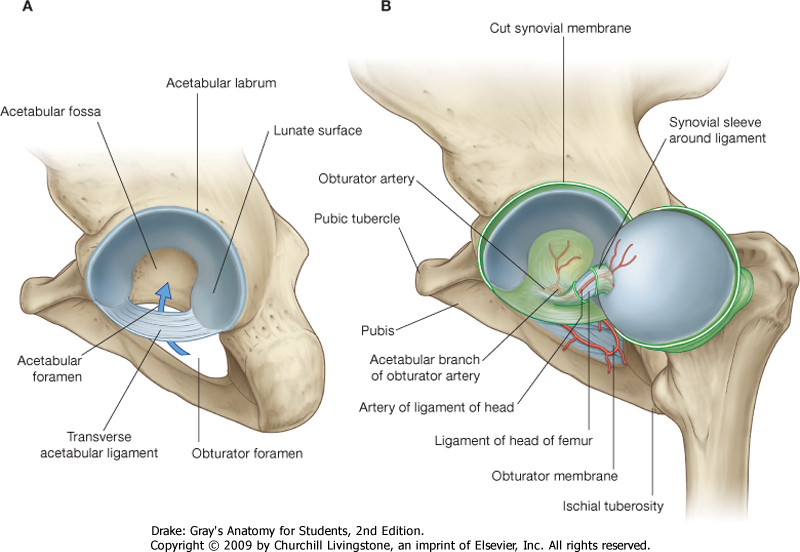 A
Acetabular labrum
Acetabular fossa
Lunate surface
Acetabular
foramen
Transverse
acetabular ligament
Obturator foramen
B
Cut synovial membrane
Synovial sleeve
around ligament
Obturator artery
Pubic tubercle
Pubis
Acetabular branch
of obturator artery
Artery of ligament of head
Ligament of head of femur
Obturator membrane
Ischial tuberosity
Drake: Gray's Anatomy for Students, 2nd Edition.
Copyright © 2009 by Churchill Livingstone, an imprint of Elsevier, Inc. All rights reserved.